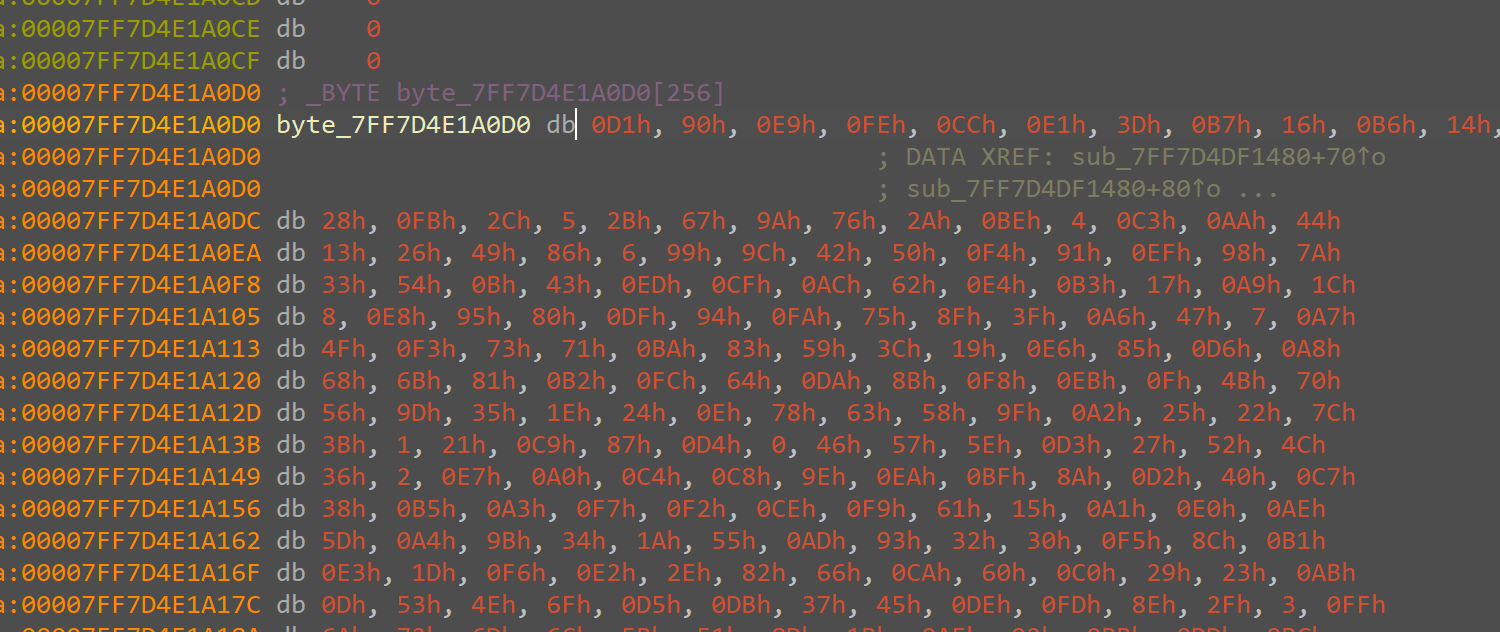 a:00007FF7D4E1A0CD db 0
a:00007FF7D4E1A0CE db 0
a:00007FF7D4E1A0CF db 0
a:00007FF7D4E1A0D0 ; _BYTE byte_7FF7D4E1A0D0[256]
a:00007FF7D4E1A0D0 byte_7FF7D4E1A0D0 db 0D1h, 90h, 0E9h, 0FEh, 0CCh, 0E1h, 3Dh, 0B7h, 16h, 0B6h, 14h,
a:00007FF7D4E1A0D0 ; DATA XREF: sub_7FF7D4DF1480+70↑o
a:00007FF7D4E1A0D0 ; sub_7FF7D4DF1480+80↑o ...
a:00007FF7D4E1A0DC db 28h, 0FBh, 2Ch, 5, 2Bh, 67h, 9Ah, 76h, 2Ah, 0BEh, 4, 0C3h, 0AAh, 44h
a:00007FF7D4E1A0EA db 13h, 26h, 49h, 86h, 6, 99h, 9Ch, 42h, 50h, 0F4h, 91h, 0EFh, 98h, 7Ah
a:00007FF7D4E1A0F8 db 33h, 54h, 0Bh, 43h, 0EDh, 0CFh, 0ACh, 62h, 0E4h, 0B3h, 17h, 0A9h, 1Ch
a:00007FF7D4E1A105 db 8, 0E8h, 95h, 80h, 0DFh, 94h, 0FAh, 75h, 8Fh, 3Fh, 0A6h, 47h, 7, 0A7h
a:00007FF7D4E1A113 db 4Fh, 0F3h, 73h, 71h, 0BAh, 83h, 59h, 3Ch, 19h, 0E6h, 85h, 0D6h, 0A8h
a:00007FF7D4E1A120 db 68h, 6Bh, 81h, 0B2h, 0FCh, 64h, 0DAh, 8Bh, 0F8h, 0EBh, 0Fh, 4Bh, 70h
a:00007FF7D4E1A12D db 56h, 9Dh, 35h, 1Eh, 24h, 0Eh, 78h, 63h, 58h, 9Fh, 0A2h, 25h, 22h, 7Ch
a:00007FF7D4E1A13B db 3Bh, 1, 21h, 0C9h, 87h, 0D4h, 0, 46h, 57h, 5Eh, 0D3h, 27h, 52h, 4Ch
a:00007FF7D4E1A149 db 36h, 2, 0E7h, 0A0h, 0C4h, 0C8h, 9Eh, 0EAh, 0BFh, 8Ah, 0D2h, 40h, 0C7h
a:00007FF7D4E1A156 db 38h, 0B5h, 0A3h, 0F7h, 0F2h, 0CEh, 0F9h, 61h, 15h, 0A1h, 0E0h, 0AEh
a:00007FF7D4E1A162 db 5Dh, 0A4h, 9Bh, 34h, 1Ah, 55h, 0ADh, 93h, 32h, 30h, 0F5h, 8Ch, 0B1h
a:00007FF7D4E1A16F db 0E3h, 1Dh, 0F6h, 0E2h, 2Eh, 82h, 66h, 0CAh, 60h, 0C0h, 29h, 23h, 0ABh
a:00007FF7D4E1A17C db 0Dh, 53h, 4Eh, 6Fh, 0D5h, 0DBh, 37h, 45h, 0DEh, 0FDh, 8Eh, 2Fh, 3, 0FFh